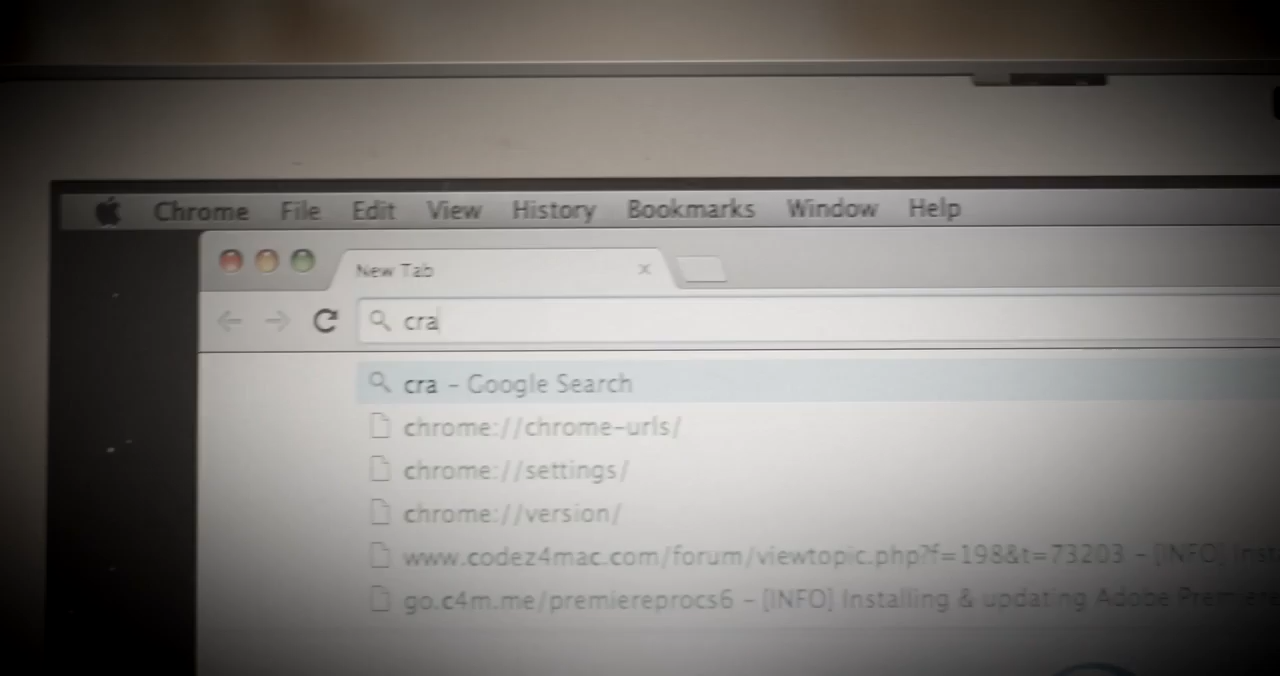 Chrome File Edit View History Bookmarks Window Help
New Tab x
cra
cra - Google Search
chrome://chrome-urls/
chrome://settings/
chrome://version/
www.codez4mac.com/forum/viewtopic.php?f=198&t=73203 - [INFO] Inst
go.c4m.me/premiereprocs6 - [INFO] Installing & updating Adobe Premiere